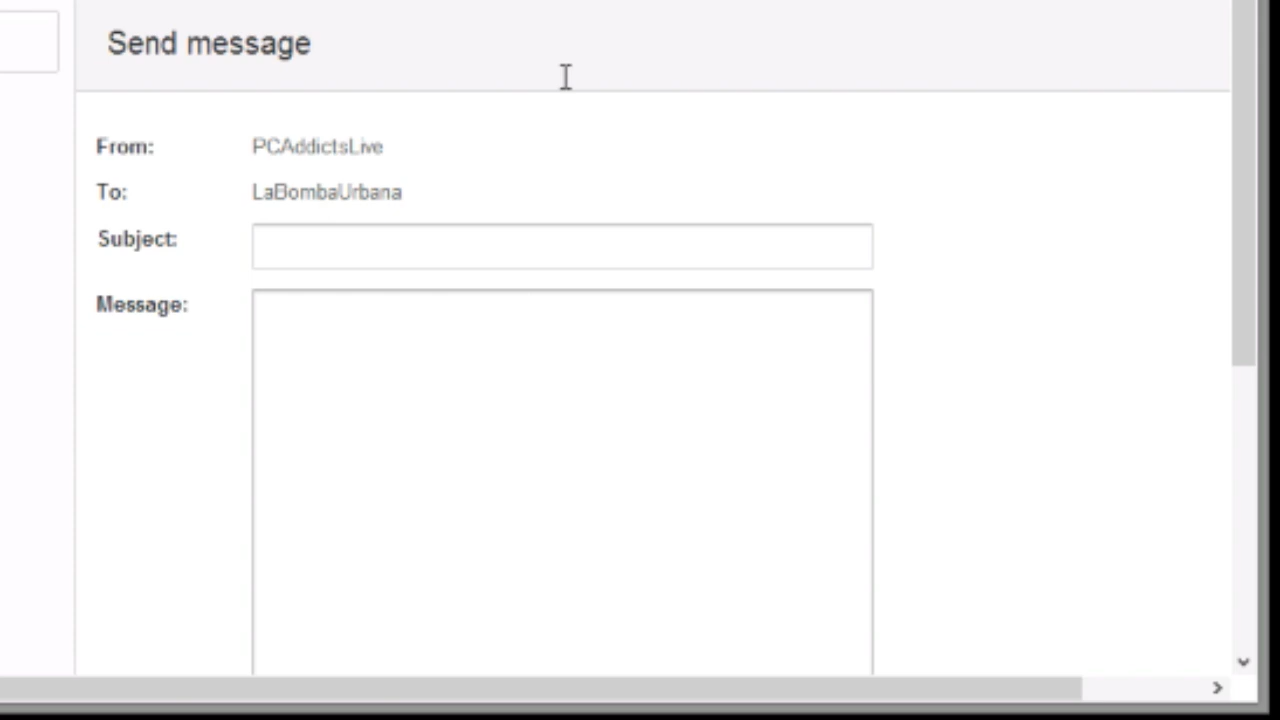 Send message
From: PCAddictsLive
To: LaBombaUrbana
Subject:
Message: